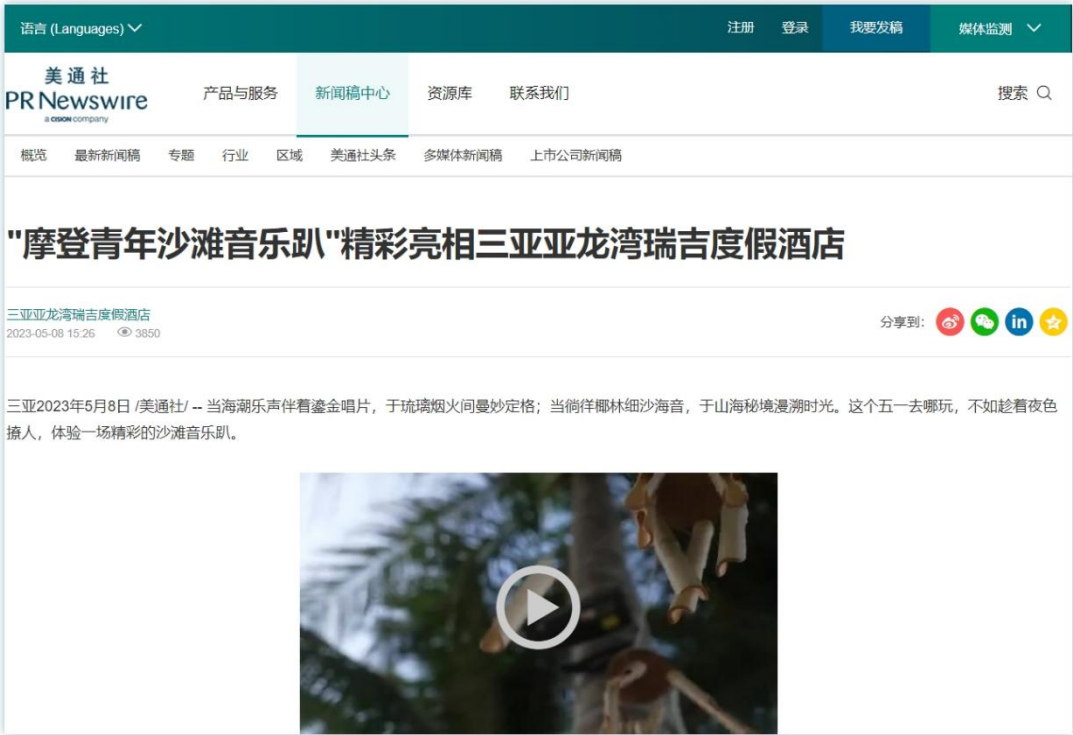 语言 (Languages)
注册
登录
我要发稿
媒体监测
美通社
PR Newswire
a CISION company
产品与服务
新闻稿中心
资源库
联系我们
搜索
概览
最新新闻稿
专题
行业
区域
美通社头条
多媒体新闻稿
上市公司新闻稿
"摩登青年沙滩音乐趴"精彩亮相三亚亚龙湾瑞吉度假酒店
三亚亚龙湾瑞吉度假酒店
2023-05-08 15:26
3850
分享到:
in
三亚2023年5月8日 /美通社/ -- 当海潮乐声伴着鎏金唱片，于琉璃烟火间曼妙定格；当徜徉椰林细沙海音，于山海秘境漫溯时光。这个五一去哪玩，不如趁着夜色
撩人，体验一场精彩的沙滩音乐趴。